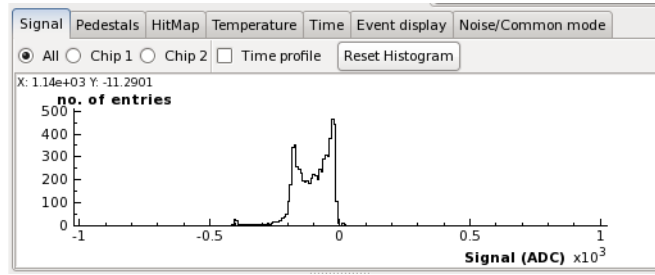 Signal Pedestals HitMap Temperature Time Event display Noise/Common mode
All Chip 1 Chip 2 Time profile Reset Histogram
X: 1.14e+03 Y: -11.2901
no. of entries
500
400
300
200
100
0
-1 -0.5 0 0.5 1
Signal (ADC) x10³